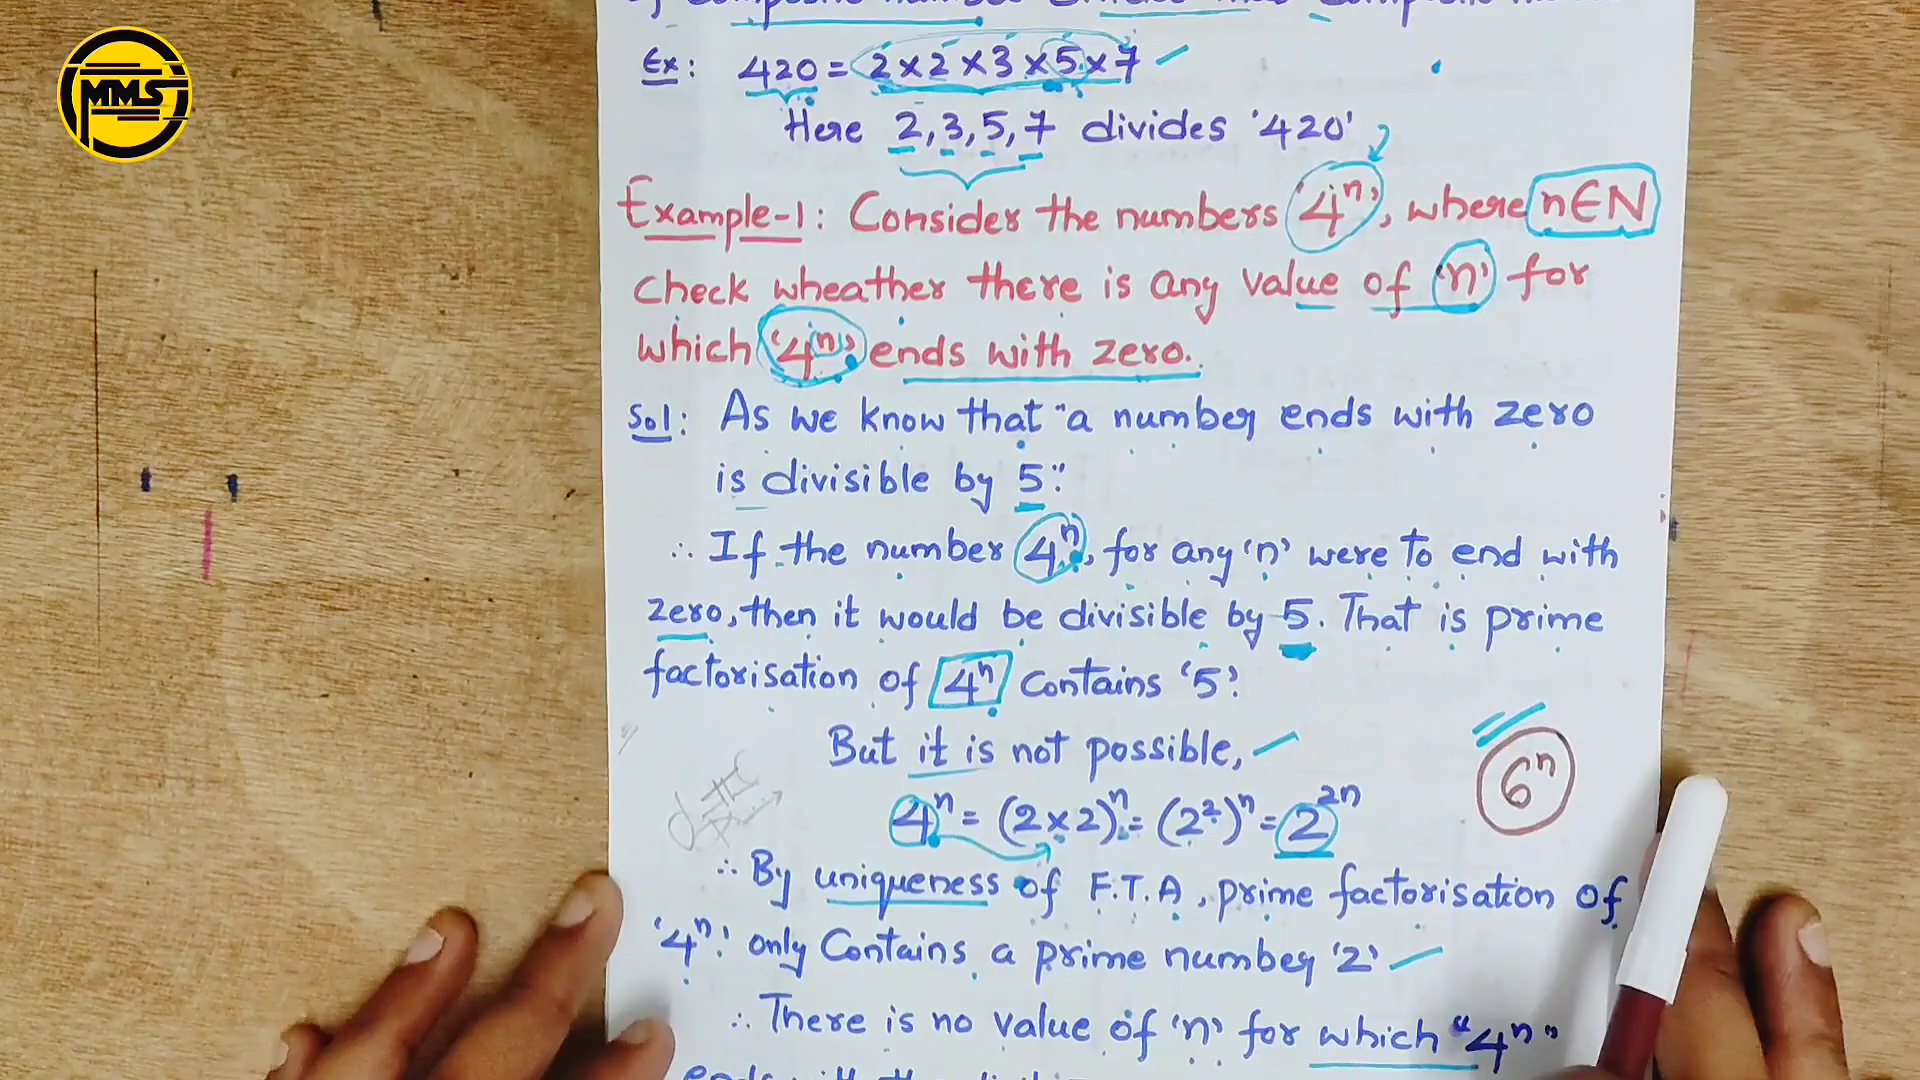 MMS
Ex: 420 = 2×2×3×5×7
Here 2,3,5,7 divides '420'
Example-1: Consider the numbers '4ⁿ', where n∈N
check wheather there is any value of 'n' for
which '4ⁿ' ends with zero.
Sol: As we know that "a number ends with zero
is divisible by 5".
∴ If the number 4ⁿ, for any 'n' were to end with
zero, then it would be divisible by 5. That is prime
factorisation of 4ⁿ contains '5'.
But it is not possible,
6ⁿ
4ⁿ = (2×2)ⁿ = (2²)ⁿ = 2²ⁿ
∴ By uniqueness of F.T.A, prime factorisation of
'4ⁿ' only Contains a prime number '2'
∴ There is no value of 'n' for which "4ⁿ"